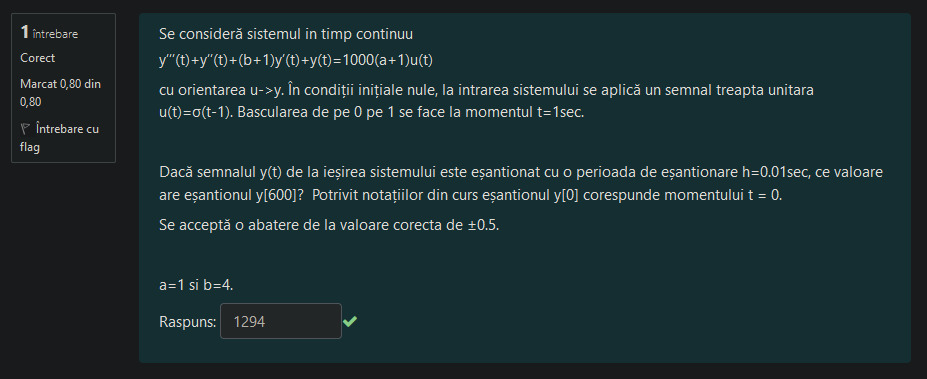 1 întrebare
Corect
Marcat 0,80 din
0,80
Întrebare cu
flag
Se consideră sistemul in timp continuu
y’’’(t)+y’’(t)+(b+1)y’(t)+y(t)=1000(a+1)u(t)
cu orientarea u->y. În condiții inițiale nule, la intrarea sistemului se aplică un semnal treapta unitara
u(t)=σ(t-1). Bascularea de pe 0 pe 1 se face la momentul t=1sec.
Dacă semnalul y(t) de la ieșirea sistemului este eșantionat cu o perioada de eșantionare h=0.01sec, ce valoare
are eșantionul y[600]? Potrivit notațiilor din curs eșantionul y[0] corespunde momentului t = 0.
Se acceptă o abatere de la valoare corecta de ±0.5.
a=1 si b=4.
Raspuns: 1294